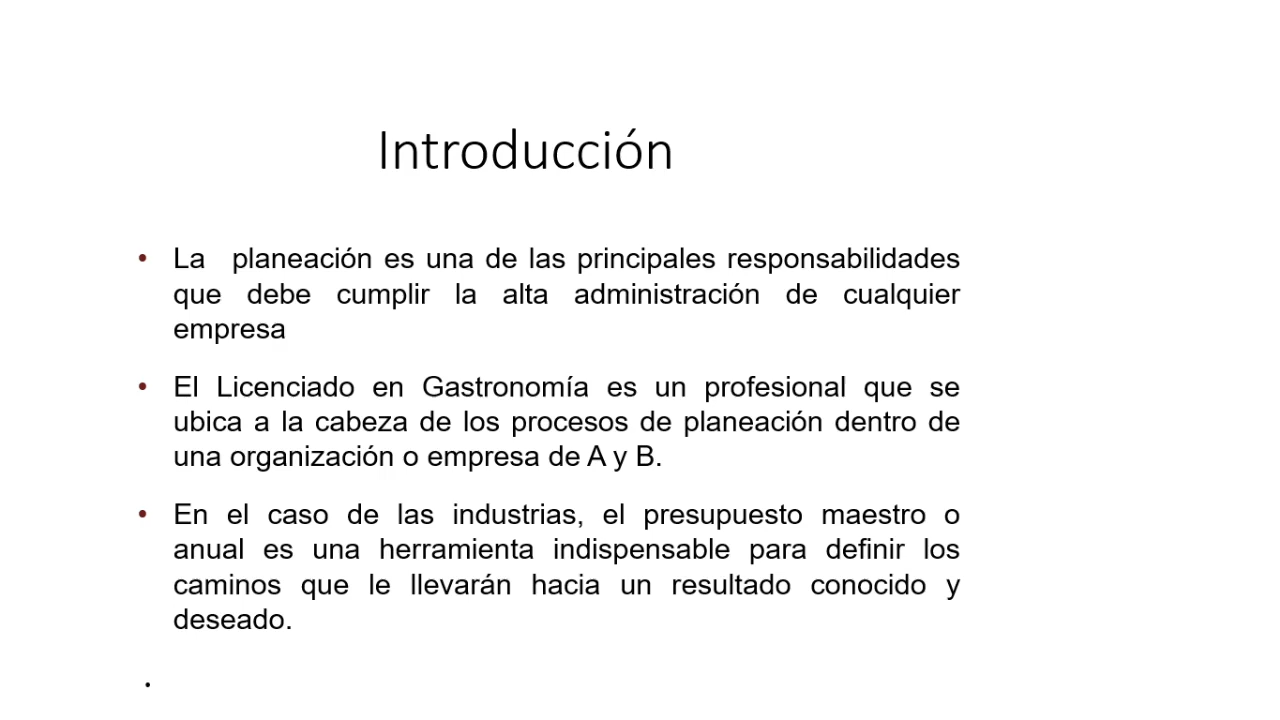 Introducción
• La planeación es una de las principales responsabilidades
que debe cumplir la alta administración de cualquier
empresa
• El Licenciado en Gastronomía es un profesional que se
ubica a la cabeza de los procesos de planeación dentro de
una organización o empresa de A y B.
• En el caso de las industrias, el presupuesto maestro o
anual es una herramienta indispensable para definir los
caminos que le llevarán hacia un resultado conocido y
deseado.
•